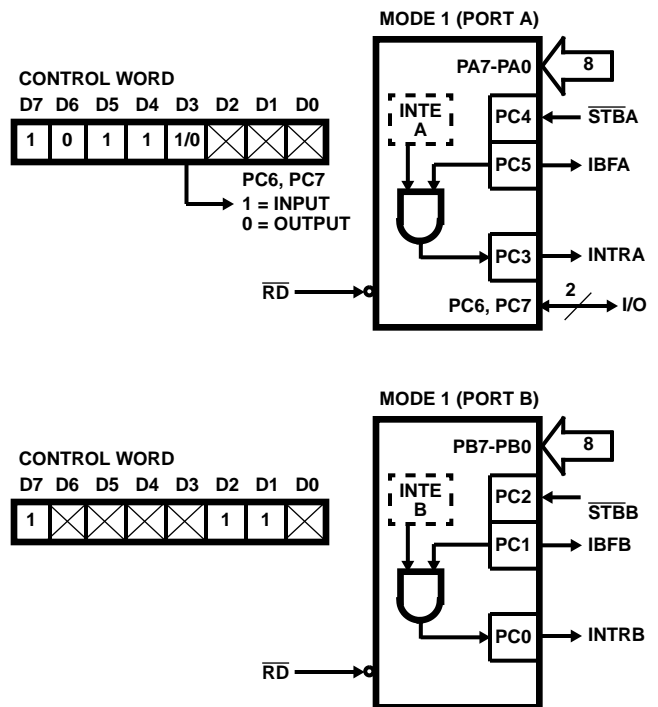 MODE 1 (PORT A)
CONTROL WORD
D7 D6 D5 D4 D3 D2 D1 D0
1 0 1 1 1/0
PC6, PC7
1 = INPUT
0 = OUTPUT
PA7-PA0
8
INTE
A
PC4
STBA
PC5
IBFA
PC3
INTRA
RD
PC6, PC7
2
I/O
MODE 1 (PORT B)
CONTROL WORD
D7 D6 D5 D4 D3 D2 D1 D0
1 1 1
PB7-PB0
8
INTE
B
PC2
STBB
PC1
IBFB
PC0
INTRB
RD